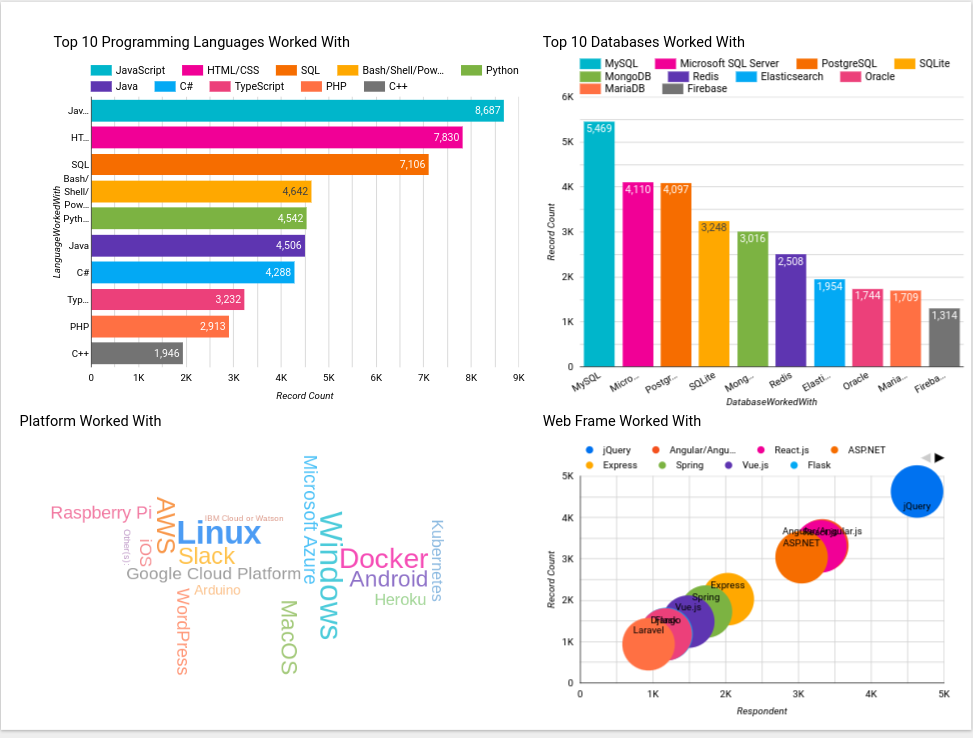 Top 10 Programming Languages Worked With
JavaScript HTML/CSS SQL Bash/Shell/Pow... Python
Java C# TypeScript PHP C++
LanguageWorkedWith
Jav... 8,687
HT... 7,830
SQL 7,106
Bash/
Shell/ 4,642
Pow...
Pyth... 4,542
Java 4,506
C# 4,288
Typ... 3,232
PHP 2,913
C++ 1,946
0 1K 2K 3K 4K 5K 6K 7K 8K 9K
Record Count
Top 10 Databases Worked With
MySQL Microsoft SQL Server PostgreSQL SQLite
MongoDB Redis Elasticsearch Oracle
MariaDB Firebase
6K
5K
4K
3K
2K
1K
0
Record Count
5,469
4,110
4,097
3,248
3,016
2,508
1,954
1,744
1,709
1,314
MySQL Micro... Postgr... SQLite Mong... Redis Elasti... Oracle Maria... Fireba...
DatabaseWorkedWith
Platform Worked With
Raspberry Pi
AWS
IBM Cloud or Watson
Linux
Other(s):
iOS
Slack
Google Cloud Platform
Arduino
WordPress
Microsoft Azure
Windows
Docker
Android
Heroku
Kubernetes
MacOS
Web Frame Worked With
jQuery Angular/Angu... React.js ASP.NET
Express Spring Vue.js Flask
5K
4K
3K
2K
1K
0
Record Count
jQuery
Angular/Angular.js
React.js
ASP.NET
Express
Spring
Vue.js
Laravel
0 1K 2K 3K 4K 5K
Respondent